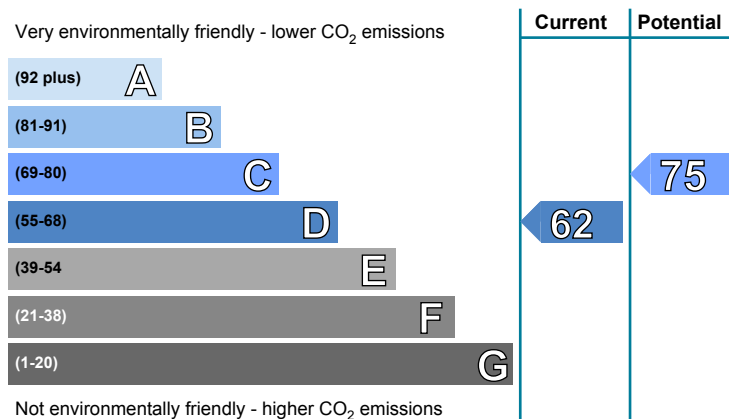 Very environmentally friendly - lower CO₂ emissions
Current
Potential
(92 plus) A
(81-91) B
(69-80) C
75
(55-68) D
62
(39-54 E
(21-38) F
(1-20) G
Not environmentally friendly - higher CO₂ emissions